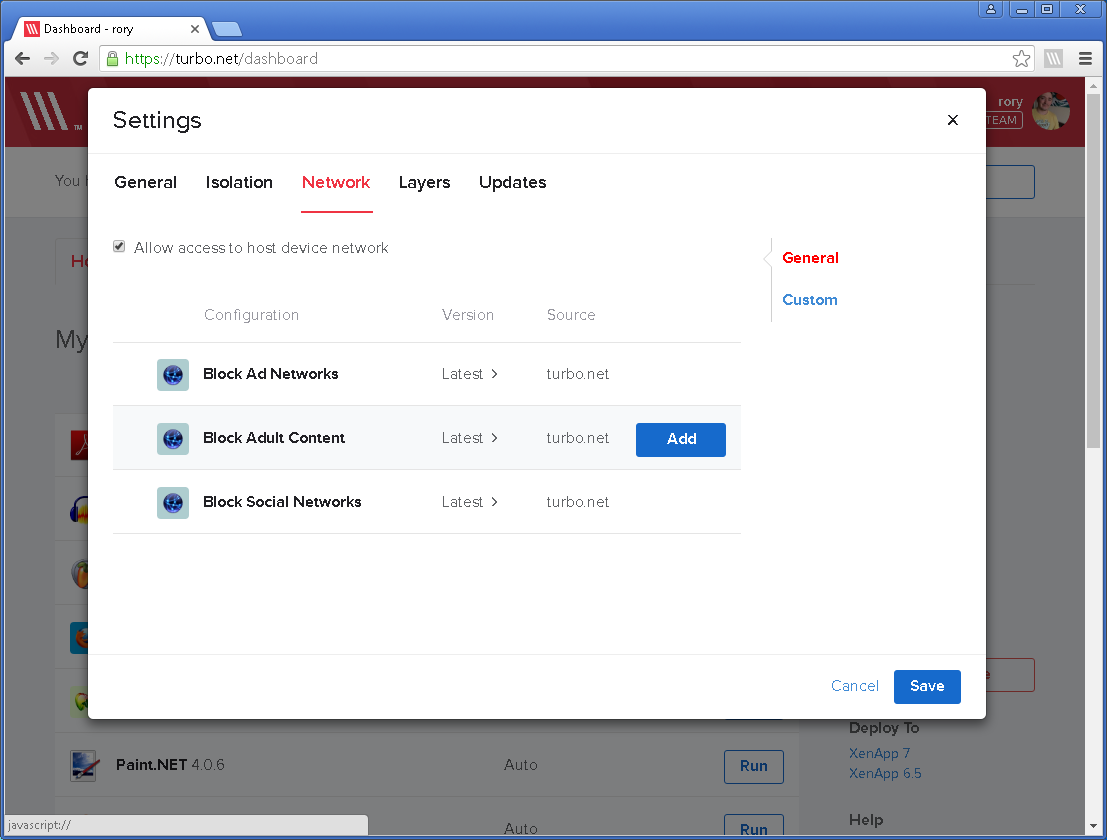 Dashboard - rory
https://turbo.net/dashboard
TM
rory
TEAM
You
Settings
General Isolation Network Layers Updates
Allow access to host device network
General
Custom
Configuration Version Source
Block Ad Networks Latest turbo.net
Block Adult Content Latest turbo.net Add
Block Social Networks Latest turbo.net
My
Cancel Save
Deploy To
Paint.NET 4.0.6 Auto Run
XenApp 7
XenApp 6.5
Help
Auto Run
javascript://